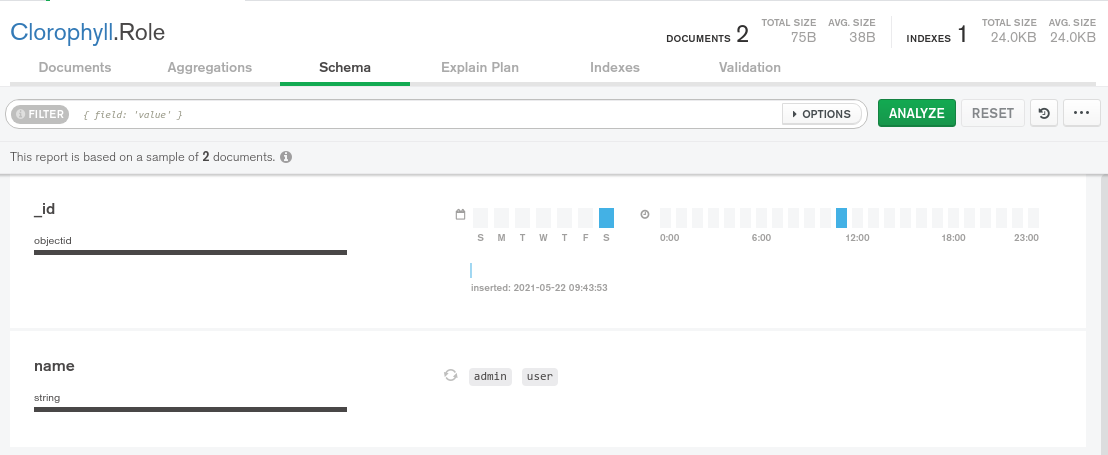 Clorophyll.Role
DOCUMENTS 2 TOTAL SIZE 75B AVG. SIZE 38B INDEXES 1 TOTAL SIZE 24.0KB AVG. SIZE 24.0KB
Documents Aggregations Schema Explain Plan Indexes Validation
FILTER { field: 'value' } OPTIONS ANALYZE RESET ...
This report is based on a sample of 2 documents.
_id
objectid
S M T W T F S 0:00 6:00 12:00 18:00 23:00
inserted: 2021-05-22 09:43:53
name
string
admin user